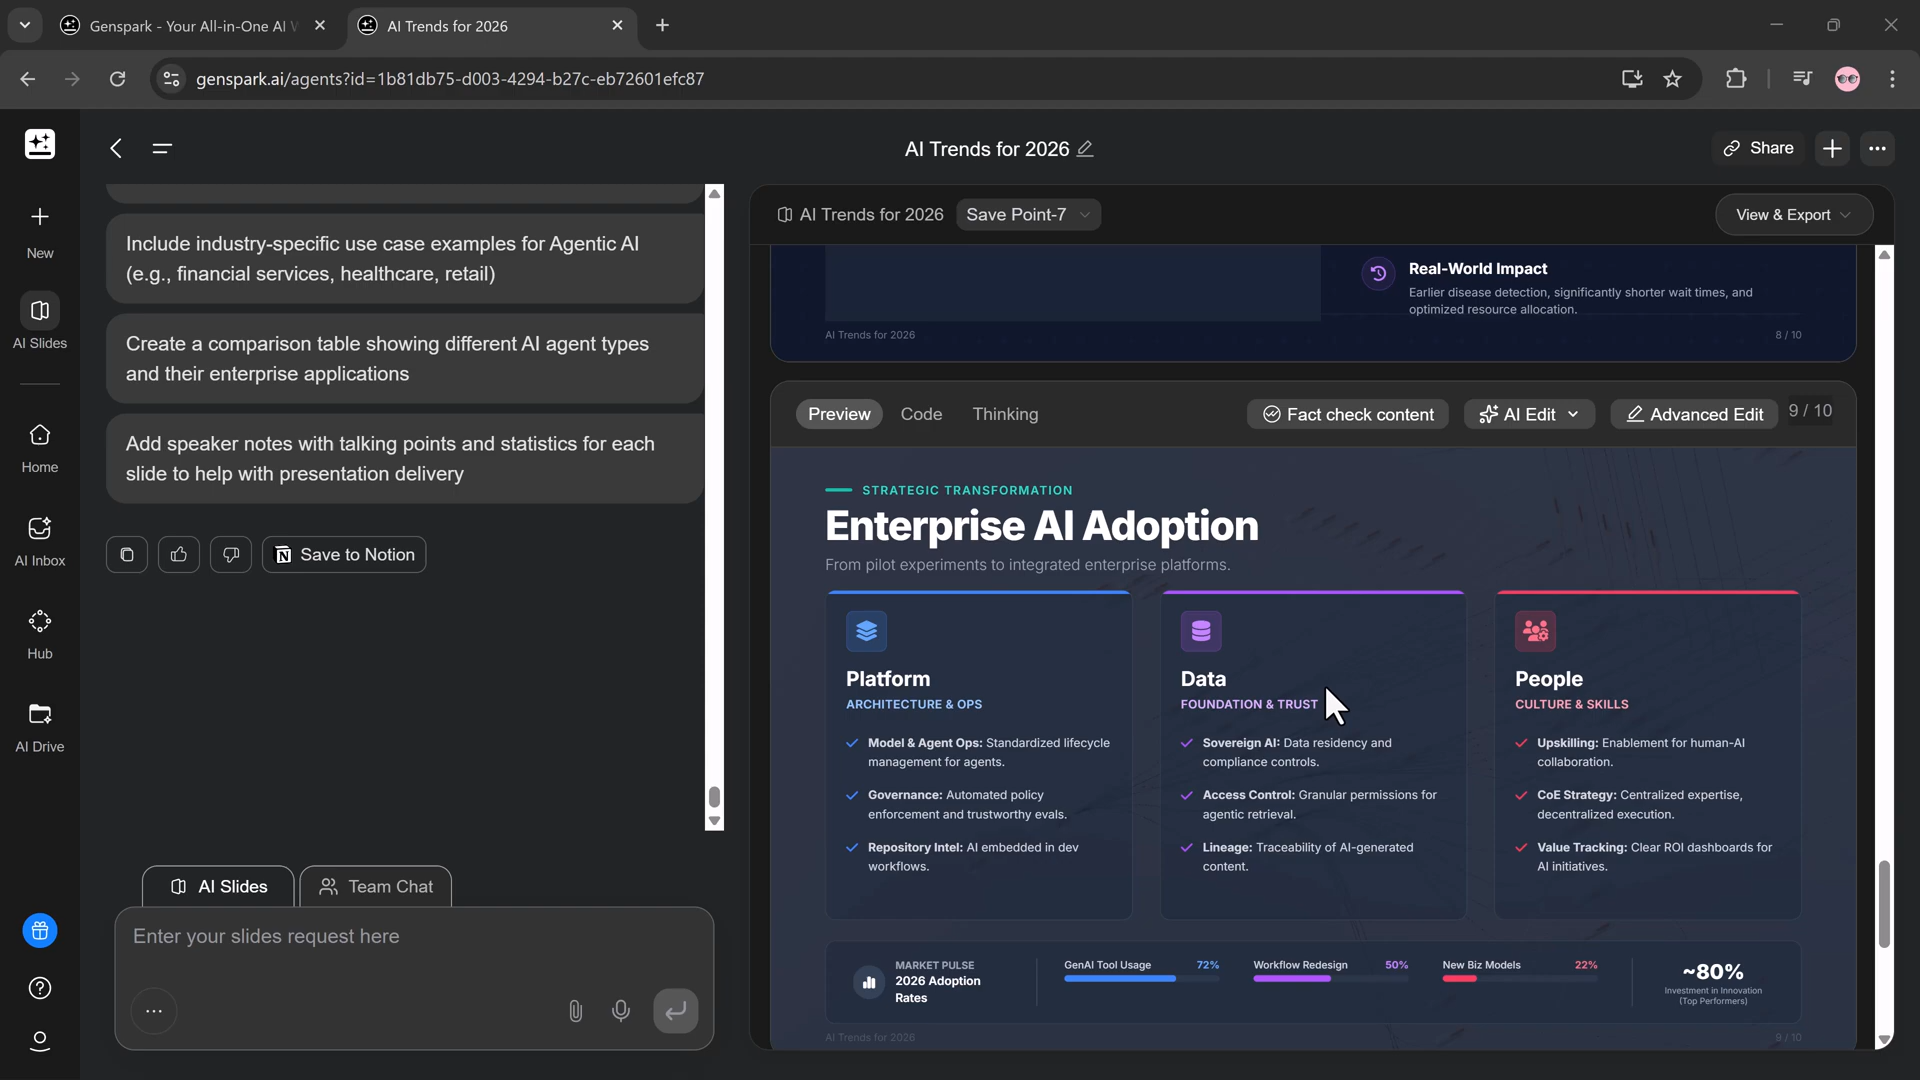 Genspark - Your All-in-One AI
AI Trends for 2026
genspark.ai/agents?id=1b81db75-d003-4294-b27c-eb72601efc87
New
AI Slides
Home
AI Inbox
Hub
AI Drive
AI Trends for 2026
Share
Include industry-specific use case examples for Agentic AI
(e.g., financial services, healthcare, retail)
Create a comparison table showing different AI agent types
and their enterprise applications
Add speaker notes with talking points and statistics for each
slide to help with presentation delivery
Save to Notion
AI Slides
Team Chat
Enter your slides request here
AI Trends for 2026
Save Point-7
View & Export
Real-World Impact
Earlier disease detection, significantly shorter wait times, and
optimized resource allocation.
AI Trends for 2026
8 / 10
Preview
Code
Thinking
Fact check content
AI Edit
Advanced Edit
9 / 10
STRATEGIC TRANSFORMATION
Enterprise AI Adoption
From pilot experiments to integrated enterprise platforms.
Platform
ARCHITECTURE & OPS
Model & Agent Ops: Standardized lifecycle
management for agents.
Governance: Automated policy
enforcement and trustworthy evals.
Repository Intel: AI embedded in dev
workflows.
Data
FOUNDATION & TRUST
Sovereign AI: Data residency and
compliance controls.
Access Control: Granular permissions for
agentic retrieval.
Lineage: Traceability of AI-generated
content.
People
CULTURE & SKILLS
Upskilling: Enablement for human-AI
collaboration.
CoE Strategy: Centralized expertise,
decentralized execution.
Value Tracking: Clear ROI dashboards for
AI initiatives.
MARKET PULSE
2026 Adoption
Rates
GenAI Tool Usage 72%
Workflow Redesign 50%
New Biz Models 22%
~80%
Investment in Innovation
(Top Performers)
AI Trends for 2026
9 / 10